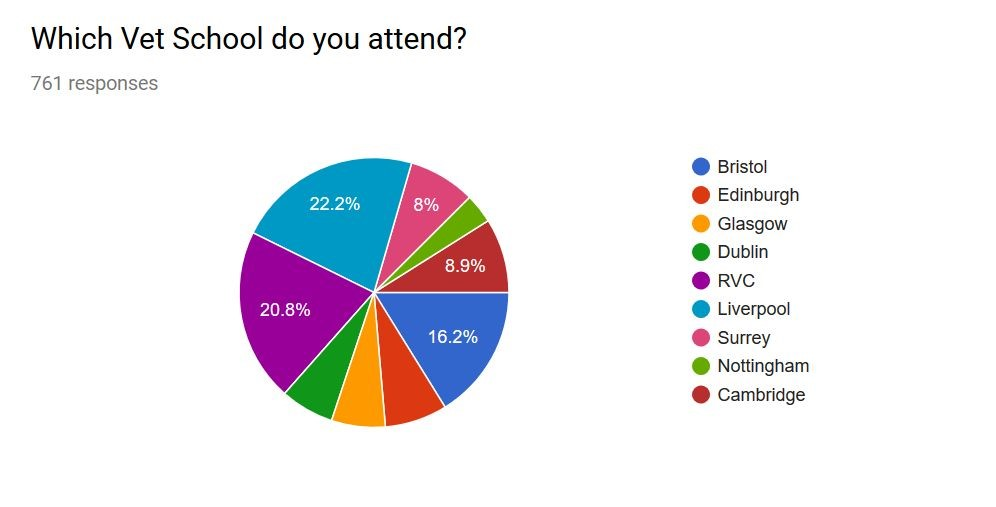 Which Vet School do you attend?
761 responses
22.2%
8%
8.9%
20.8%
16.2%
Bristol
Edinburgh
Glasgow
Dublin
RVC
Liverpool
Surrey
Nottingham
Cambridge